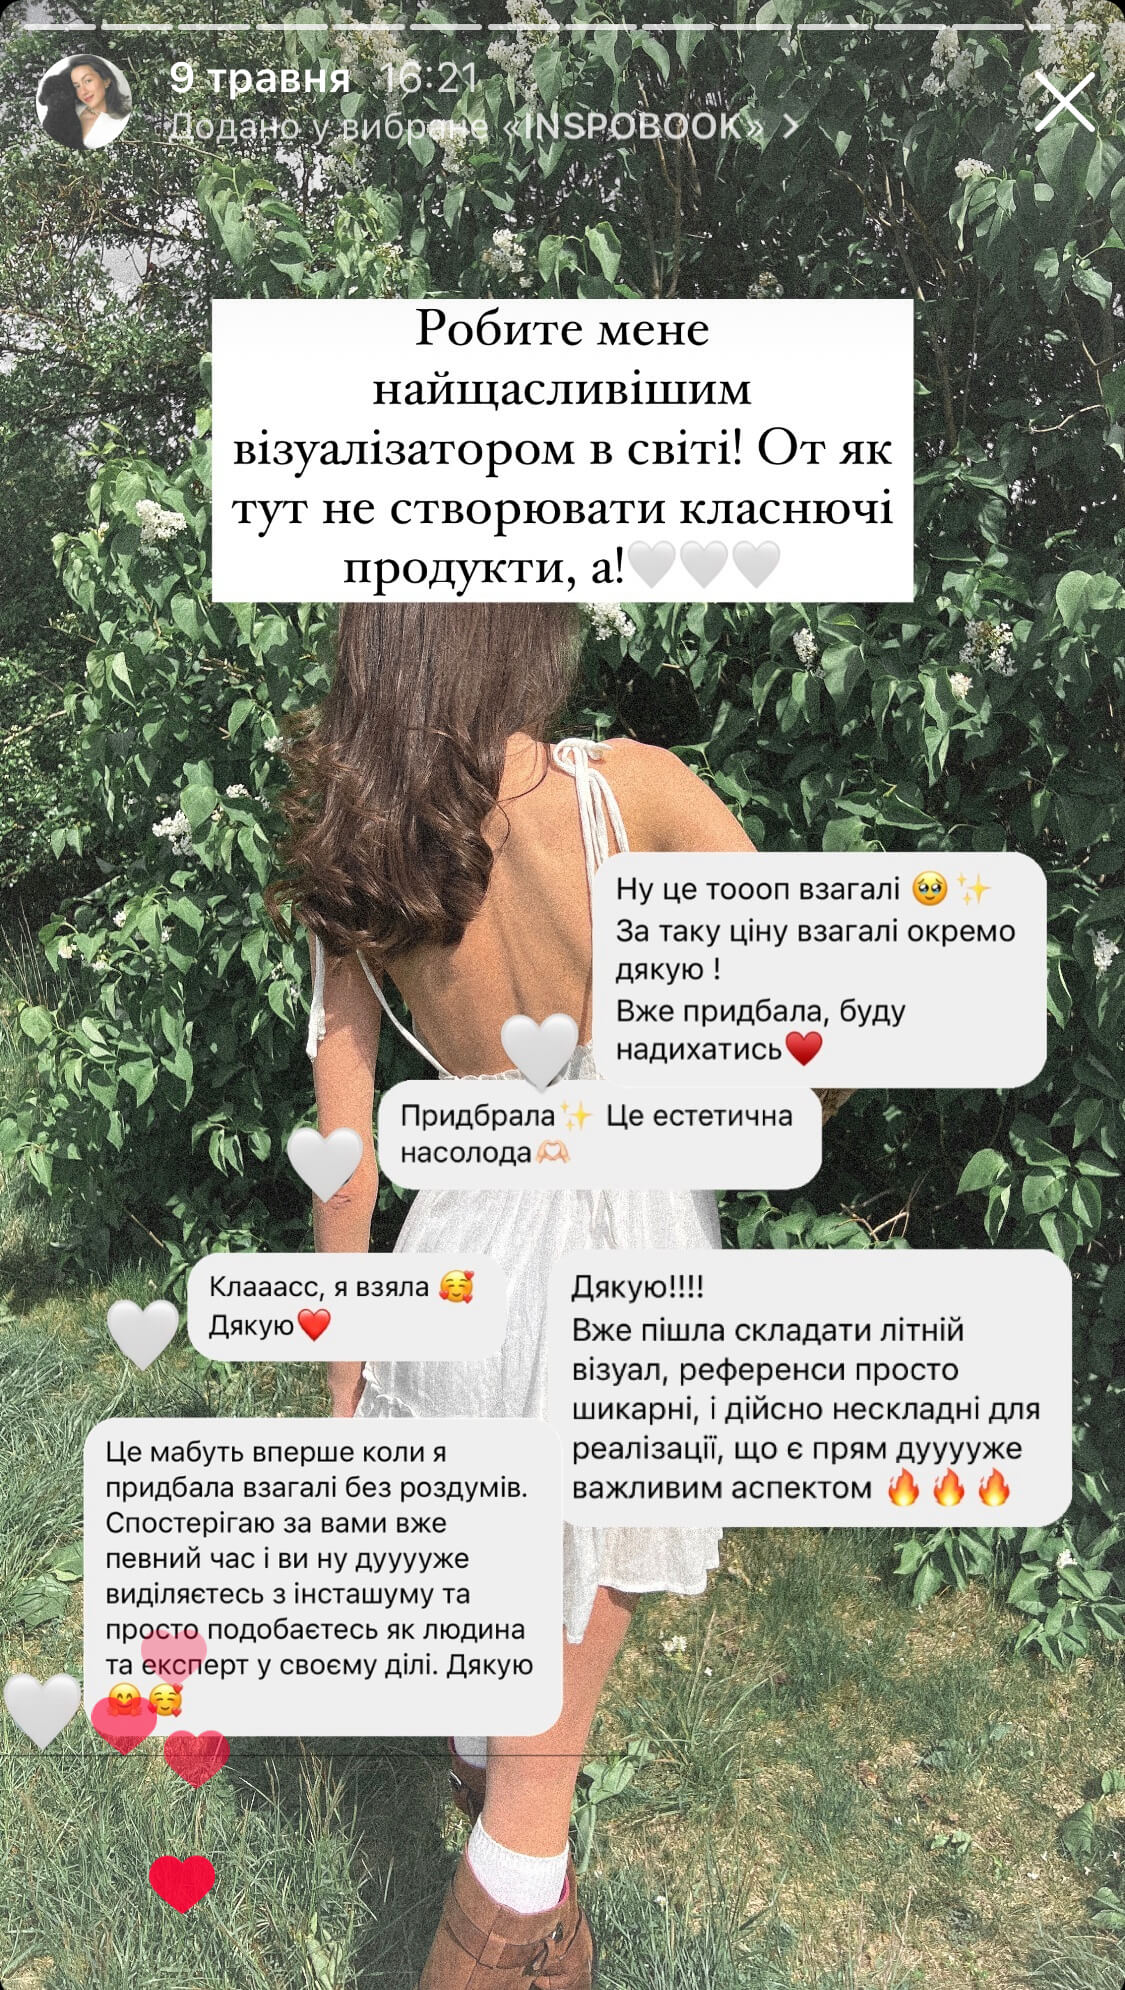 9 травня 16:21
Додано у вибране «INSPOBOOK» >
Робите мене
найщасливішим
візуалізатором в світі! От як
тут не створювати класнючі
продукти, а!🤍🤍🤍
Ну це тоооп взагалі 🥹✨
За таку ціну взагалі окремо
дякую !
Вже придбала, буду
надихатись♥️
Придбрала✨ Це естетична
насолода🫶🏻
Клааасс, я взяла 🥰
Дякую❤️
Дякую!!!!
Вже пішла складати літній
візуал, референси просто
шикарні, і дійсно нескладні для
реалізації, що є прям дууууже
важливим аспектом 🔥🔥🔥
Це мабуть вперше коли я
придбала взагалі без роздумів.
Спостерігаю за вами вже
певний час і ви ну дууууже
виділяєтесь з інсташуму та
просто подобаєтесь як людина
та експерт у своєму ділі. Дякую
🤗🥰